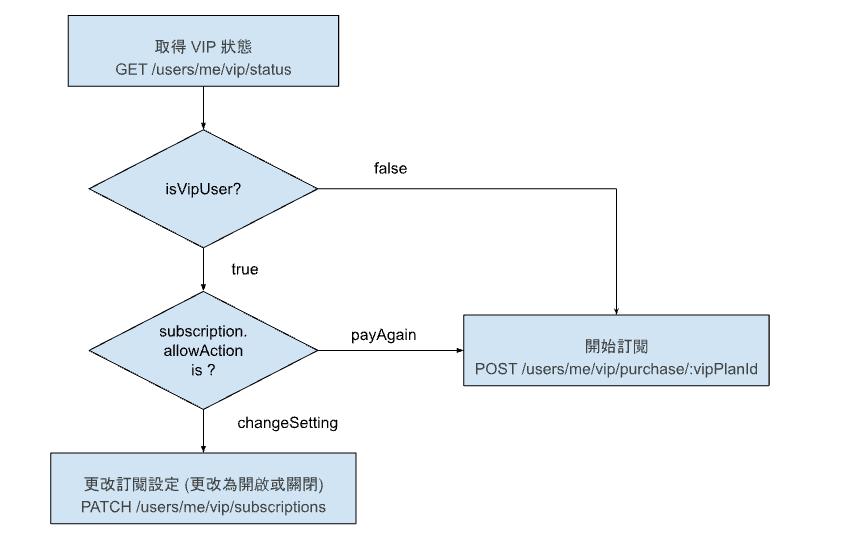 取得 VIP 狀態
GET /users/me/vip/status
isVipUser?
false
true
subscription.
allowAction
is ?
payAgain
開始訂閱
POST /users/me/vip/purchase/:vipPlanId
changeSetting
更改訂閱設定 (更改為開啟或關閉)
PATCH /users/me/vip/subscriptions